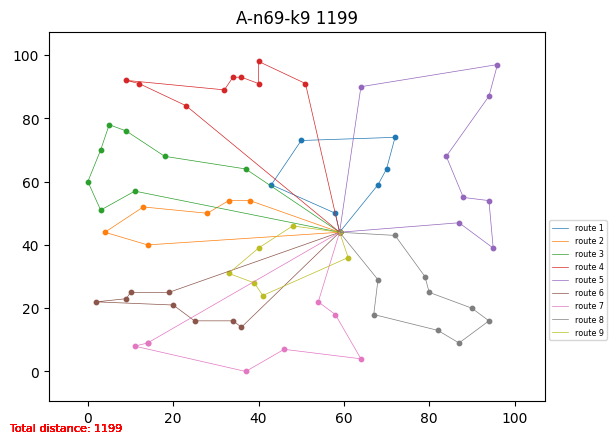 A-n69-k9 1199
100
80
60
40
20
0
0 20 40 60 80 100
route 1
route 2
route 3
route 4
route 5
route 6
route 7
route 8
route 9
Total distance: 1199